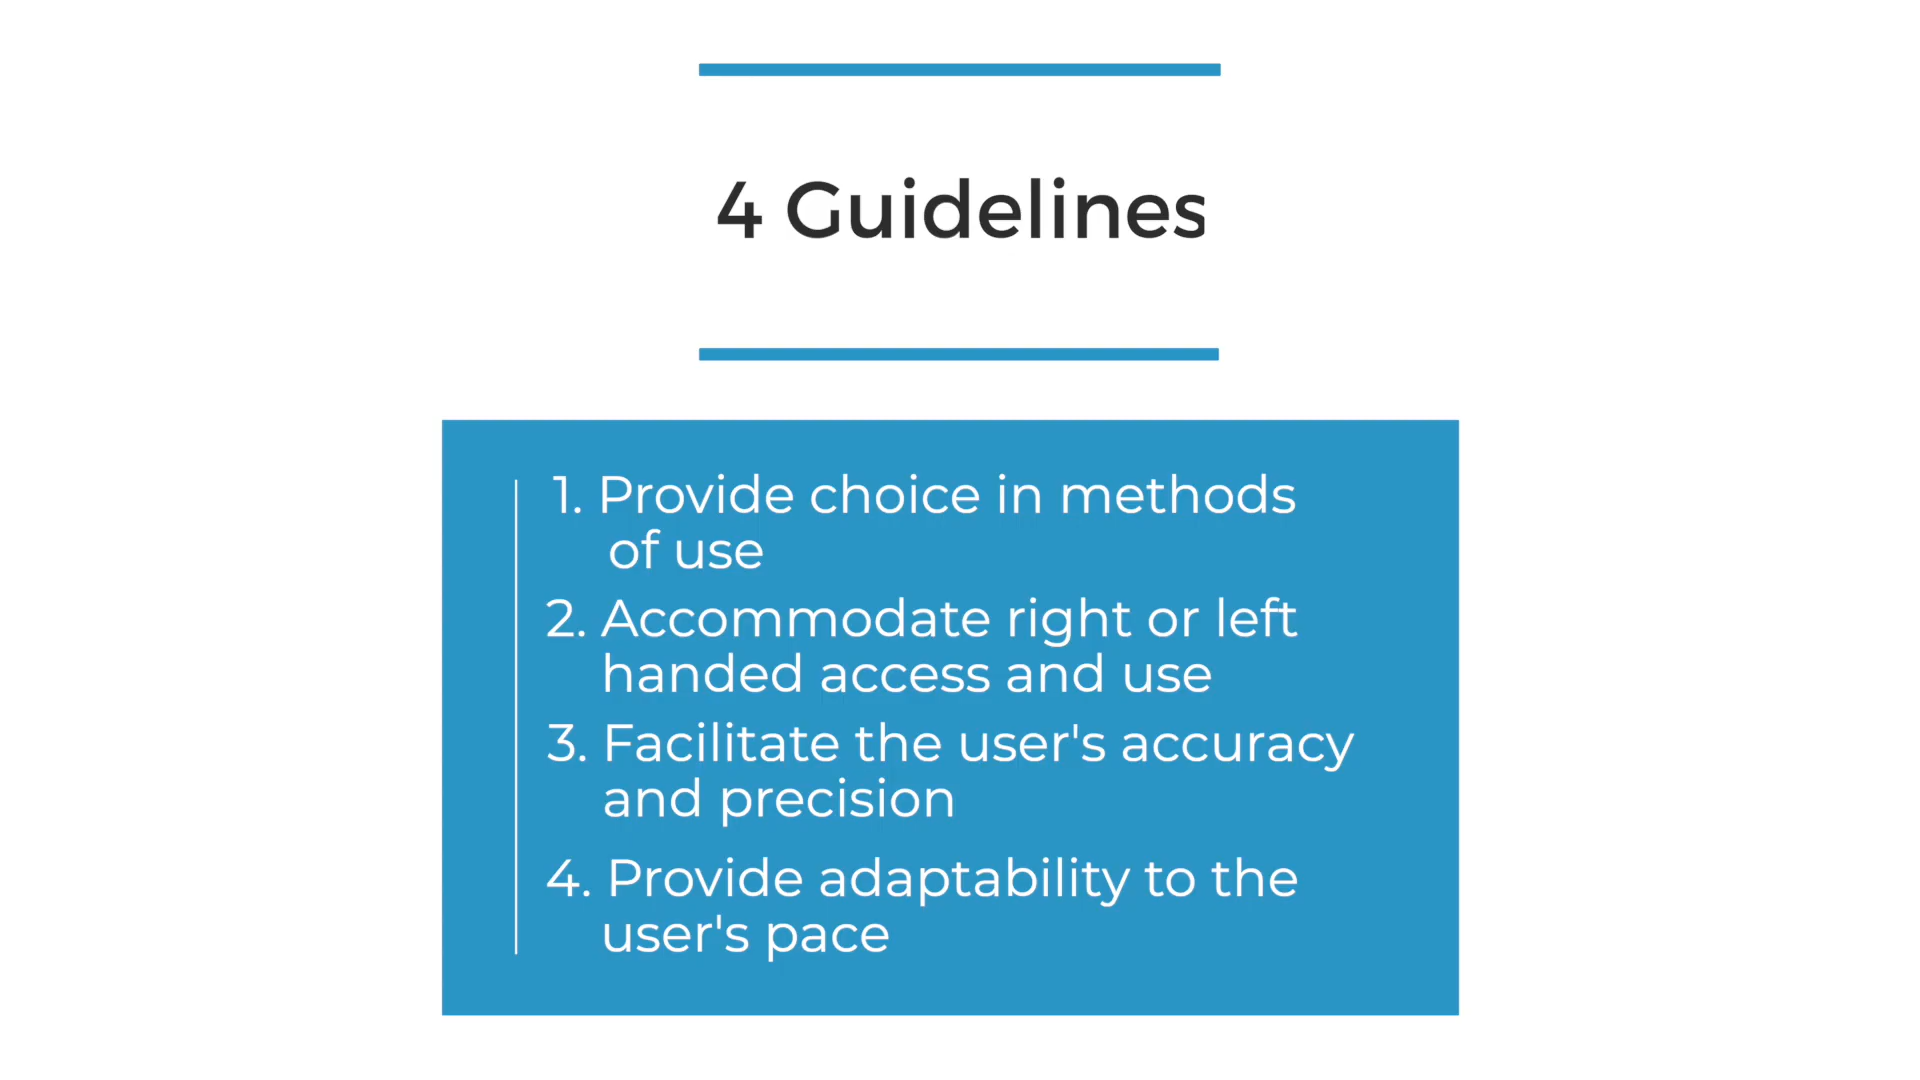 4 Guidelines
1. Provide choice in methods
of use
2. Accommodate right or left
handed access and use
3. Facilitate the user's accuracy
and precision
4. Provide adaptability to the
user's pace